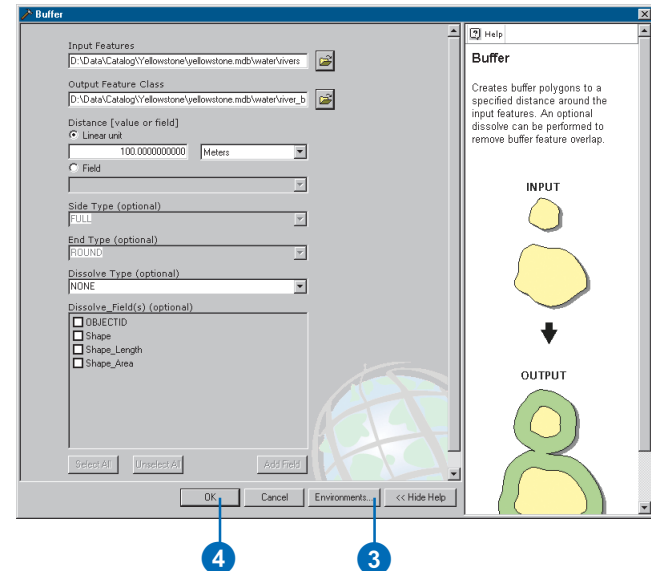 Buffer
Input Features
D:\Data\Catalog\Yellowstone\yellowstone.mdb\water\rivers
Output Feature Class
D:\Data\Catalog\Yellowstone\yellowstone.mdb\water\river_b
Distance [value or field]
Linear unit
100.0000000000 Meters
Field
Side Type (optional)
FULL
End Type (optional)
ROUND
Dissolve Type (optional)
NONE
Dissolve_Field(s) (optional)
OBJECTID
Shape
Shape_Length
Shape_Area
Select All Unselect All Add Field
OK Cancel Environments... << Hide Help
Help
Buffer
Creates buffer polygons to a
specified distance around the
input features. An optional
dissolve can be performed to
remove buffer feature overlap.
INPUT
OUTPUT
4 3